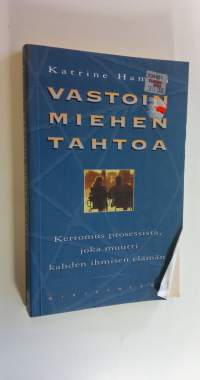 Katrine
VASTOIN
MIEHEN
TAHTOA
Kertomus prosessista,
joka muutti
kahden ihmisen elämän